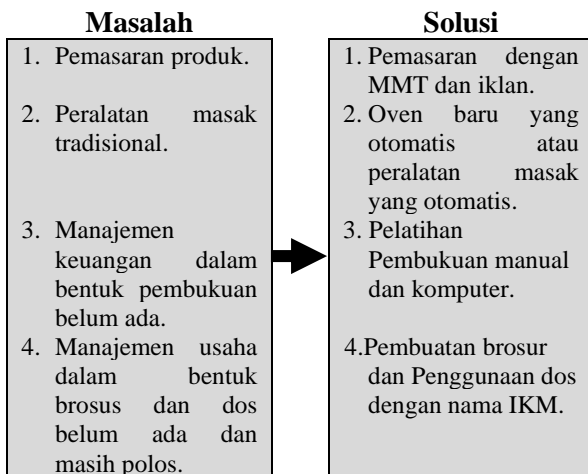 Masalah
1. Pemasaran produk.
2. Peralatan masak
tradisional.
3. Manajemen
keuangan dalam
bentuk pembukuan
belum ada.
4. Manajemen usaha
dalam bentuk
brosus dan dos
belum ada dan
masih polos.
Solusi
1. Pemasaran dengan
MMT dan iklan.
2. Oven baru yang
otomatis atau
peralatan masak
yang otomatis.
3. Pelatihan
Pembukuan manual
dan komputer.
4.Pembuatan brosur
dan Penggunaan dos
dengan nama IKM.